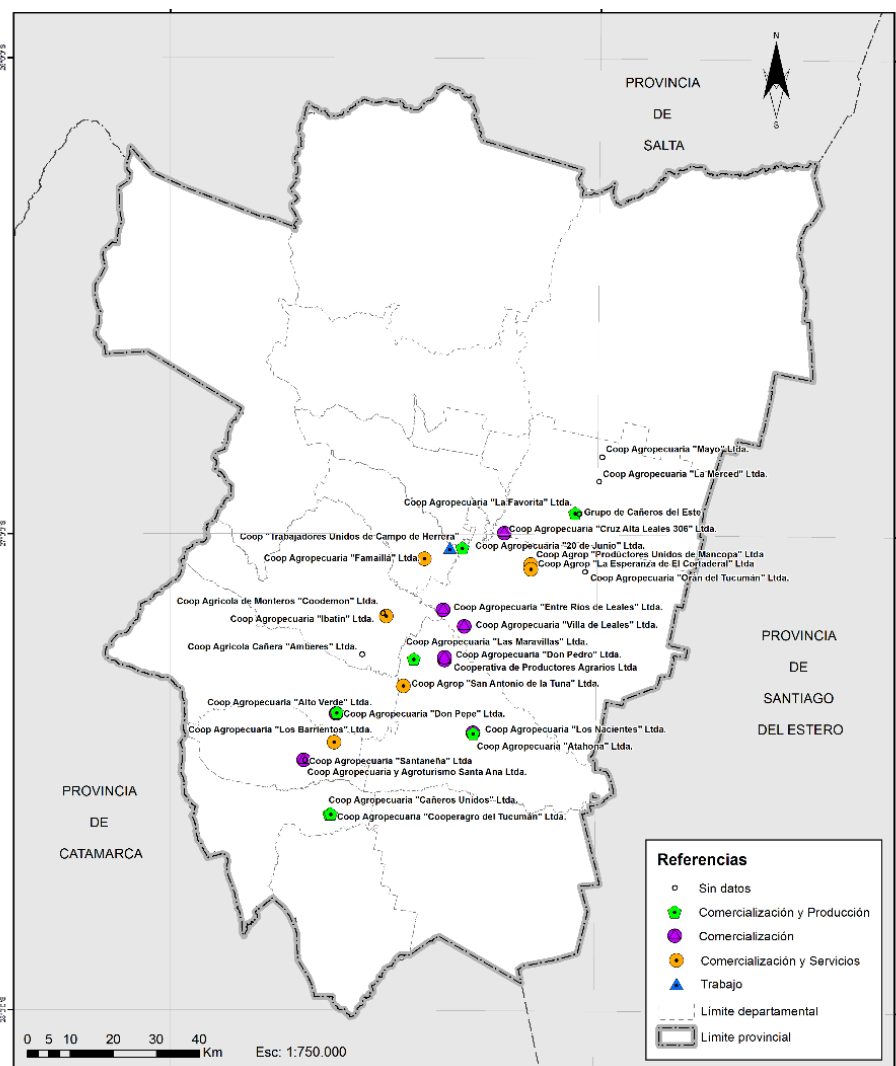 N
PROVINCIA
DE
SALTA
G
Coop Agropecuaria "Mayo" Ltda.
Coop Agropecuaria "La Merced" Ltda.
Coop Agropecuaria "La Favorita" Ltda.
Grupo de Cañeros del Este
Coop Agropecuaria "Cruz Alta Leales 306" Ltda.
Coop "Trabajadores Unidos de Campo de Herrera"
Coop Agropecuaria "20 de Junio" Ltda.
Coop Agrop "Productores Unidos de Mancopa" Ltda
Coop Agropecuaria "Famaillá" Ltda
Coop Agrop "La Esperanza de El Cortaderal" Ltda
Coop Agropecuaria "Orán del Tucumán" Ltda.
Coop Agricola de Monteros "Coodemon" Ltda.
Coop Agropecuaria "Entre Ríos de Leales" Ltda.
Coop Agropecuaria "Ibatin" Ltda.
Coop Agropecuaria "Villa de Leales" Ltda.
Coop Agropecuaria "Las Maravillas" Ltda.
Coop Agricola Cañera "Amberes" Ltda.
Coop Agropecuaria "Don Pedro" Ltda.
Cooperativa de Productores Agrarios Ltda
Coop Agrop "San Antonio de la Tuna" Ltda.
Coop Agropecuaria "Alto Verde" Ltda.
Coop Agropecuaria "Don Pepe" Ltda.
Coop Agropecuaria "Los Barrientos" Ltda.
Coop Agropecuaria "Los Nacientes" Ltda.
Coop Agropecuaria "Atahona" Ltda.
Coop Agropecuaria "Santaneña" Ltda
Coop Agropecuaria y Agroturismo Santa Ana Ltda.
Coop Agropecuaria "Cañeros Unidos" Ltda.
Coop Agropecuaria "Cooperagro del Tucumán" Ltda.
PROVINCIA
DE
SANTIAGO
DEL ESTERO
PROVINCIA
DE
CATAMARCA
Referencias
Sin datos
Comercialización y Producción
Comercialización
Comercialización y Servicios
Trabajo
Límite departamental
Limite provincial
0 5 10 20 30 40
Km
Esc: 1:750.000